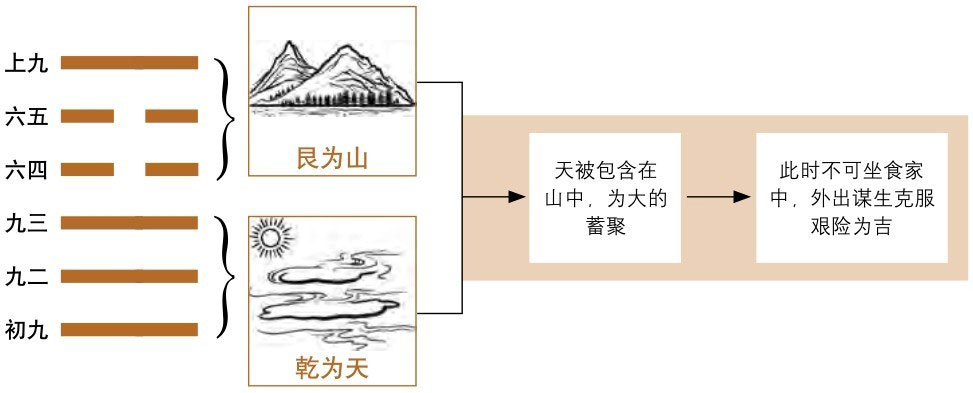 上九
六五
六四
九三
九二
初九
艮为山
乾为天
天被包含在
山中，为大的
蓄聚
此时不可坐食家
中，外出谋生克服
艰险为吉